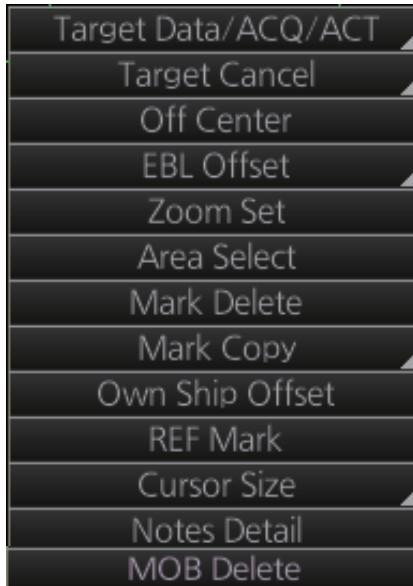 Target Data/ACQ/ACT
Target Cancel
Off Center
EBL Offset
Zoom Set
Area Select
Mark Delete
Mark Copy
Own Ship Offset
REF Mark
Cursor Size
Notes Detail
MOB Delete